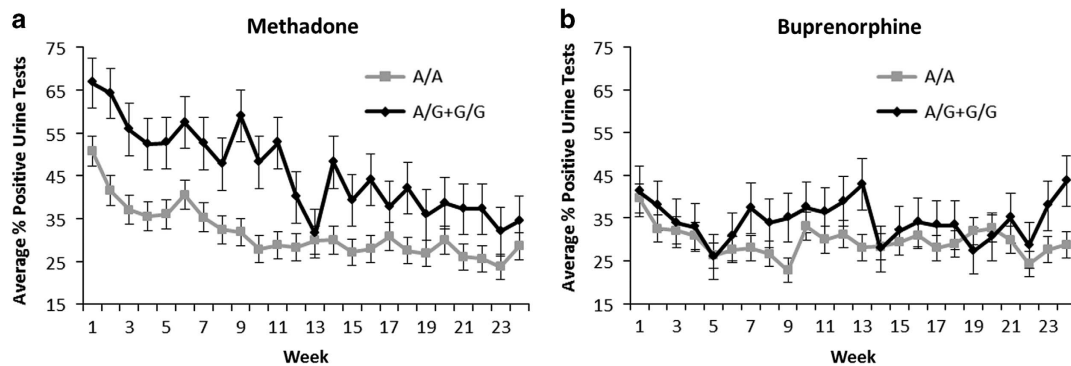 a
Methadone
Average % Positive Urine Tests
75
65
55
45
35
25
15
A/A
A/G+G/G
1 3 5 7 9 11 13 15 17 19 21 23
Week
b
Buprenorphine
Average % Positive Urine Tests
75
65
55
45
35
25
15
A/A
A/G+G/G
1 3 5 7 9 11 13 15 17 19 21 23
Week